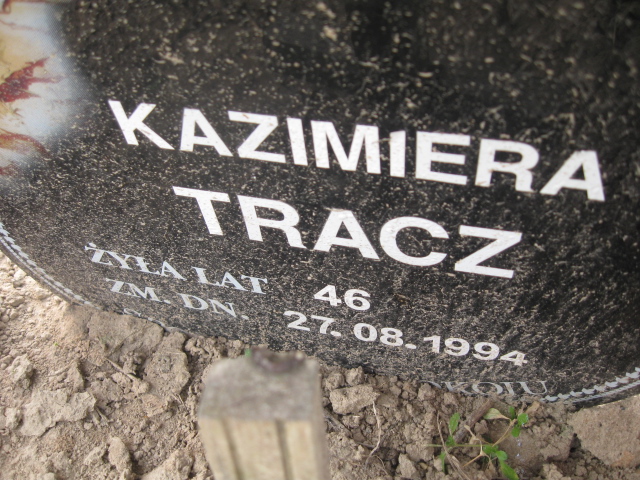 KAZIMIERA
TRACZ
ŻYŁA LAT 46
ZM. DN. 27.08.1994